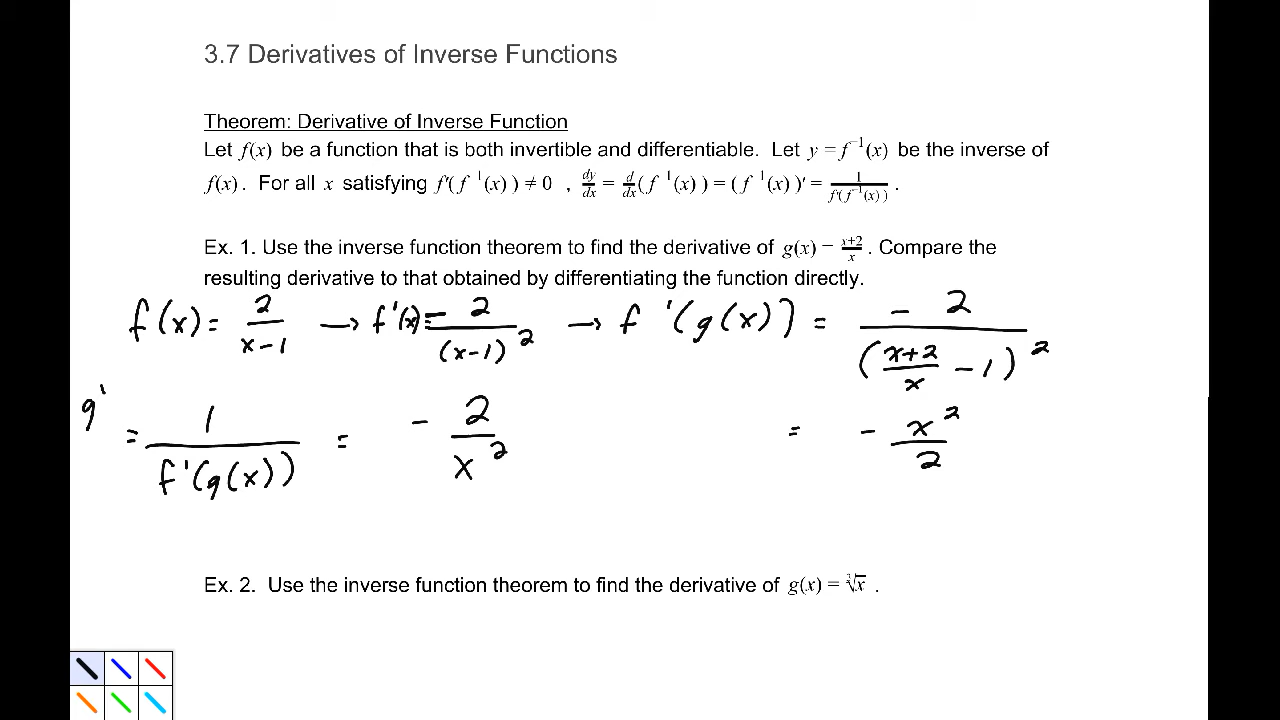 3.7 Derivatives of Inverse Functions
Theorem: Derivative of Inverse Function
Let f(x) be a function that is both invertible and differentiable. Let y = f⁻¹(x) be the inverse of
f(x). For all x satisfying f'(f ¹(x)) ≠ 0 , dy/dx = d/dx(f ¹(x)) = (f ¹(x))' = 1/f'(f⁻¹(x)) .
Ex. 1. Use the inverse function theorem to find the derivative of g(x) − x+2/x . Compare the
resulting derivative to that obtained by differentiating the function directly.
f(x) = 2/(x−1) → f'(x) = − 2/(x−1)² → f'(g(x)) = − 2/((x+2)/x − 1)²
g' = 1/f'(g(x)) = − 2/x² = − x²/2
Ex. 2. Use the inverse function theorem to find the derivative of g(x) = ∛x .